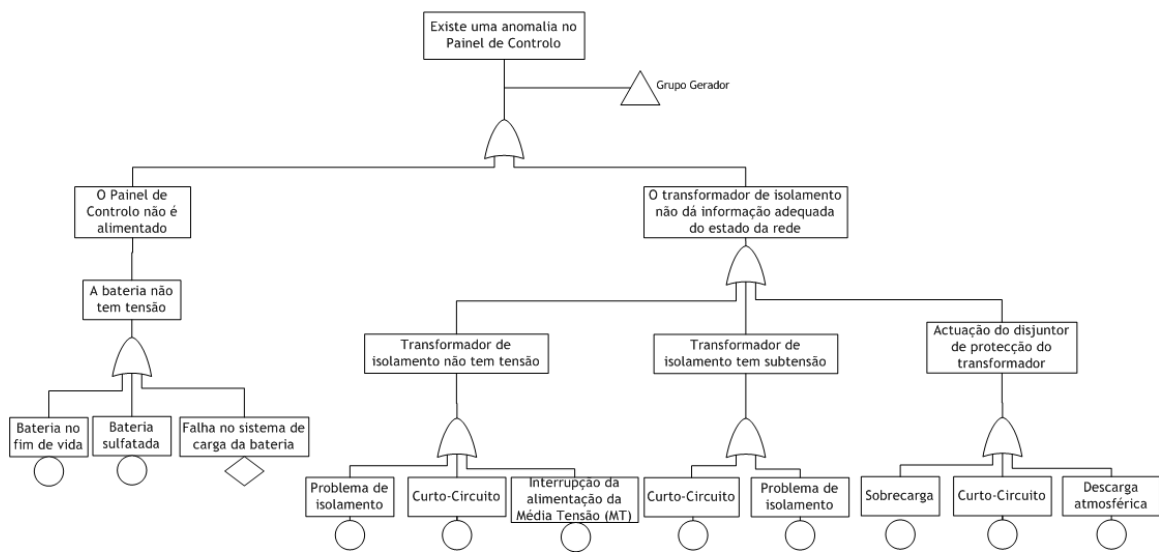 Existe uma anomalia no
Painel de Controlo
Grupo Gerador
O Painel de
Controlo não é
alimentado
O transformador de isolamento
não dá informação adequada
do estado da rede
A bateria não
tem tensão
Transformador de
isolamento não tem tensão
Transformador de
isolamento tem subtensão
Actuação do disjuntor
de protecção do
transformador
Bateria no
fim de vida
Bateria
sulfatada
Falha no sistema de
carga da bateria
Problema de
isolamento
Curto-Circuito
Interrupção da
alimentação da
Média Tensão (MT)
Curto-Circuito
Problema de
isolamento
Sobrecarga
Curto-Circuito
Descarga
atmosférica